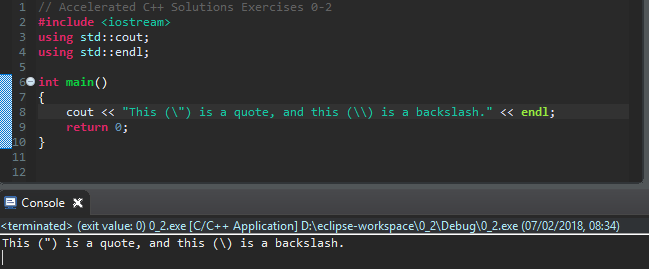 1 // Accelerated C++ Solutions Exercises 0-2
2 #include <iostream>
3 using std::cout;
4 using std::endl;
5
6 int main()
7 {
8 cout << "This (\") is a quote, and this (\\) is a backslash." << endl;
9 return 0;
10 }
11
12
Console
<terminated> (exit value: 0) 0_2.exe [C/C++ Application] D:\eclipse-workspace\0_2\Debug\0_2.exe (07/02/2018, 08:34)
This (") is a quote, and this (\) is a backslash.